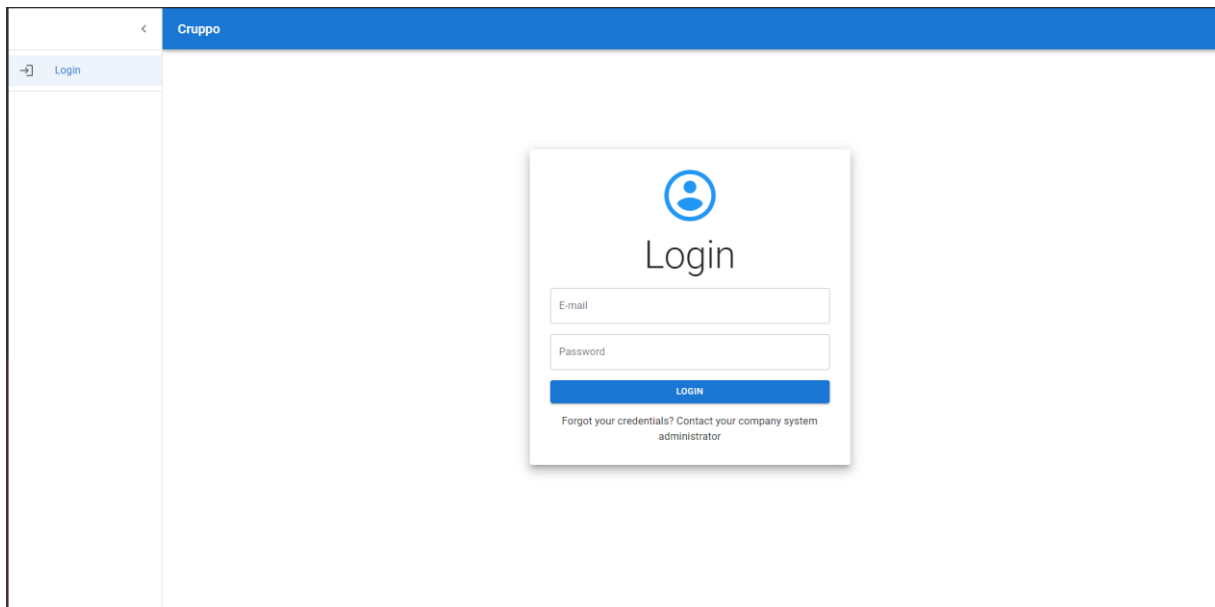 Cruppo
Login
Login
E-mail
Password
LOGIN
Forgot your credentials? Contact your company system
administrator